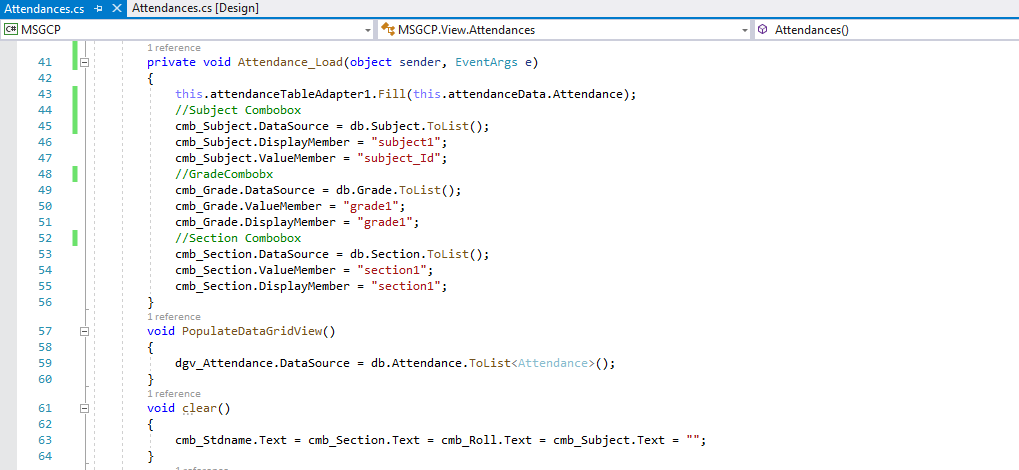 Attendances.cs Attendances.cs [Design]
C# MSGCP MSGCP.View.Attendances Attendances()
1 reference
41 private void Attendance_Load(object sender, EventArgs e)
42 {
43 this.attendanceTableAdapter1.Fill(this.attendanceData.Attendance);
44 //Subject Combobox
45 cmb_Subject.DataSource = db.Subject.ToList();
46 cmb_Subject.DisplayMember = "subject1";
47 cmb_Subject.ValueMember = "subject_Id";
48 //GradeCombobx
49 cmb_Grade.DataSource = db.Grade.ToList();
50 cmb_Grade.ValueMember = "grade1";
51 cmb_Grade.DisplayMember = "grade1";
52 //Section Combobox
53 cmb_Section.DataSource = db.Section.ToList();
54 cmb_Section.ValueMember = "section1";
55 cmb_Section.DisplayMember = "section1";
56 }
1 reference
57 void PopulateDataGridView()
58 {
59 dgv_Attendance.DataSource = db.Attendance.ToList<Attendance>();
60 }
1 reference
61 void clear()
62 {
63 cmb_Stdname.Text = cmb_Section.Text = cmb_Roll.Text = cmb_Subject.Text = "";
64 }
1 reference